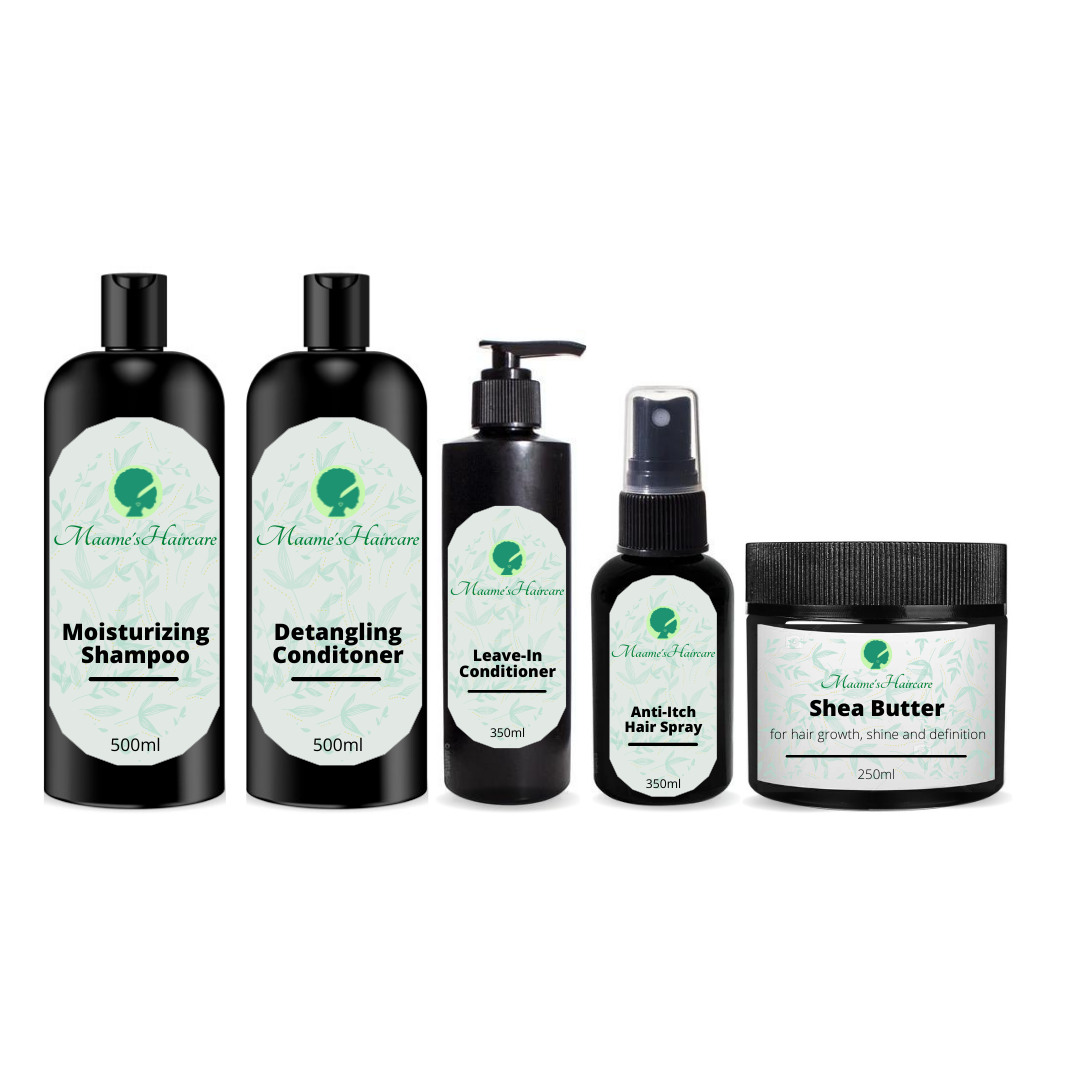 Maame'sHaircare
Moisturizing
Shampoo
500ml
Maame'sHaircare
Detangling
Conditoner
500ml
Maame'sHaircare
Leave-In
Conditioner
350ml
Maame'sHaircare
Anti-Itch
Hair Spray
350ml
Maame'sHaircare
Shea Butter
for hair growth, shine and definition
250ml